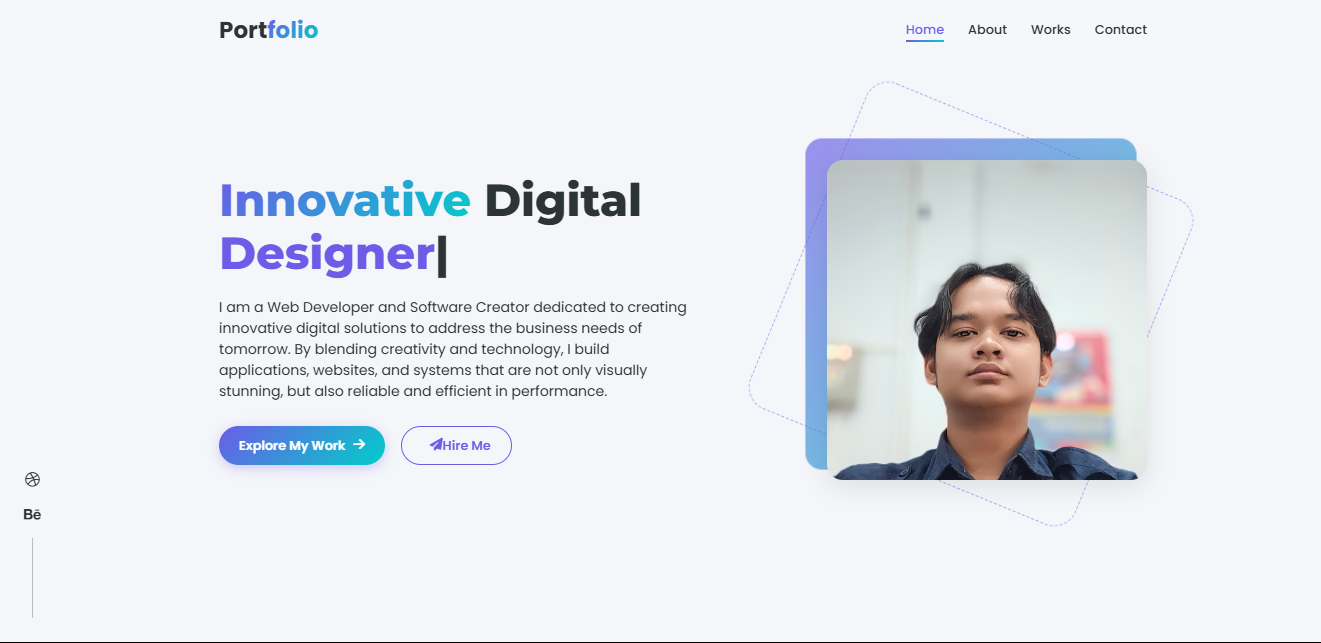 Portfolio
Home About Works Contact
Innovative Digital
Designer|
I am a Web Developer and Software Creator dedicated to creating
innovative digital solutions to address the business needs of
tomorrow. By blending creativity and technology, I build
applications, websites, and systems that are not only visually
stunning, but also reliable and efficient in performance.
Explore My Work
Hire Me
Bē